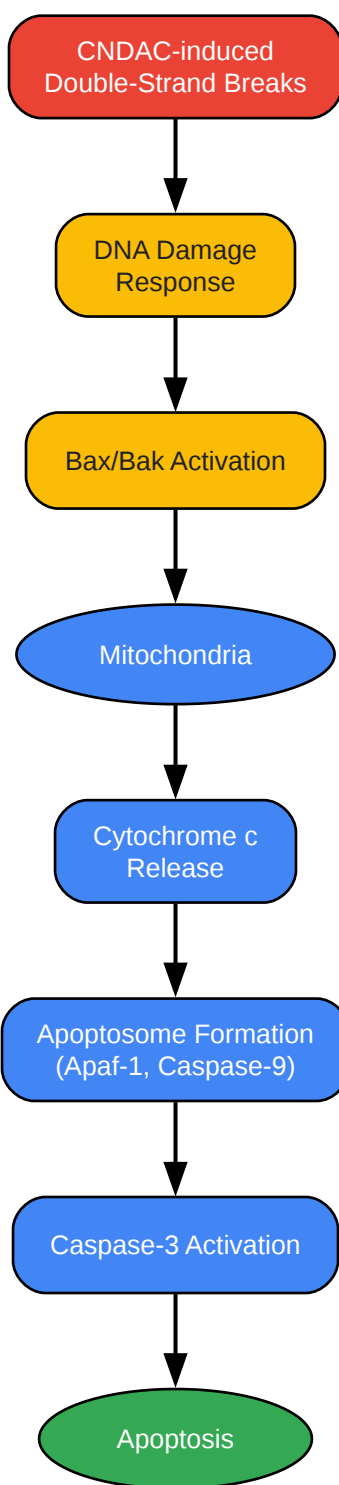 CNDAC-induced
Double-Strand Breaks
DNA Damage
Response
Bax/Bak Activation
Mitochondria
Cytochrome c
Release
Apoptosome Formation
(Apaf-1, Caspase-9)
Caspase-3 Activation
Apoptosis